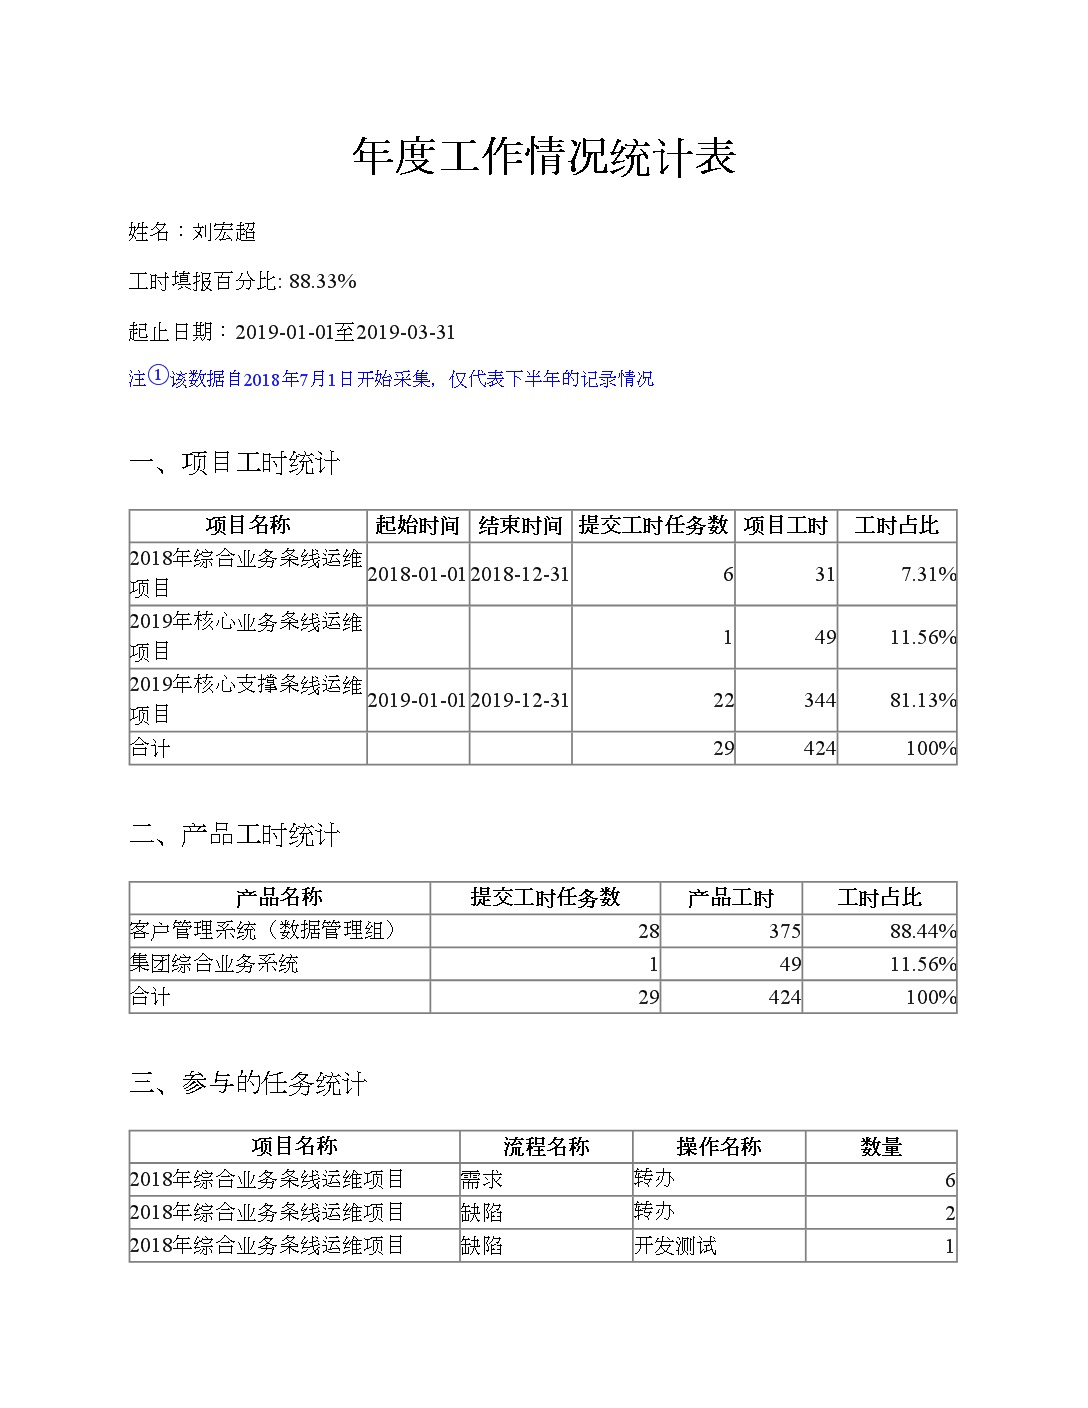 年度工作情况统计表
姓名：刘宏超
工时填报百分比: 88.33%
起止日期：2019-01-01至2019-03-31
注①该数据自2018年7月1日开始采集，仅代表下半年的记录情况
一、项目工时统计
项目名称 起始时间 结束时间 提交工时任务数 项目工时 工时占比
2018年综合业务条线运维
项目 2018-01-01 2018-12-31 6 31 7.31%
2019年核心业务条线运维
项目 1 49 11.56%
2019年核心支撑条线运维
项目 2019-01-01 2019-12-31 22 344 81.13%
合计 29 424 100%
二、产品工时统计
产品名称 提交工时任务数 产品工时 工时占比
客户管理系统（数据管理组） 28 375 88.44%
集团综合业务系统 1 49 11.56%
合计 29 424 100%
三、参与的任务统计
项目名称 流程名称 操作名称 数量
2018年综合业务条线运维项目 需求 转办 6
2018年综合业务条线运维项目 缺陷 转办 2
2018年综合业务条线运维项目 缺陷 开发测试 1